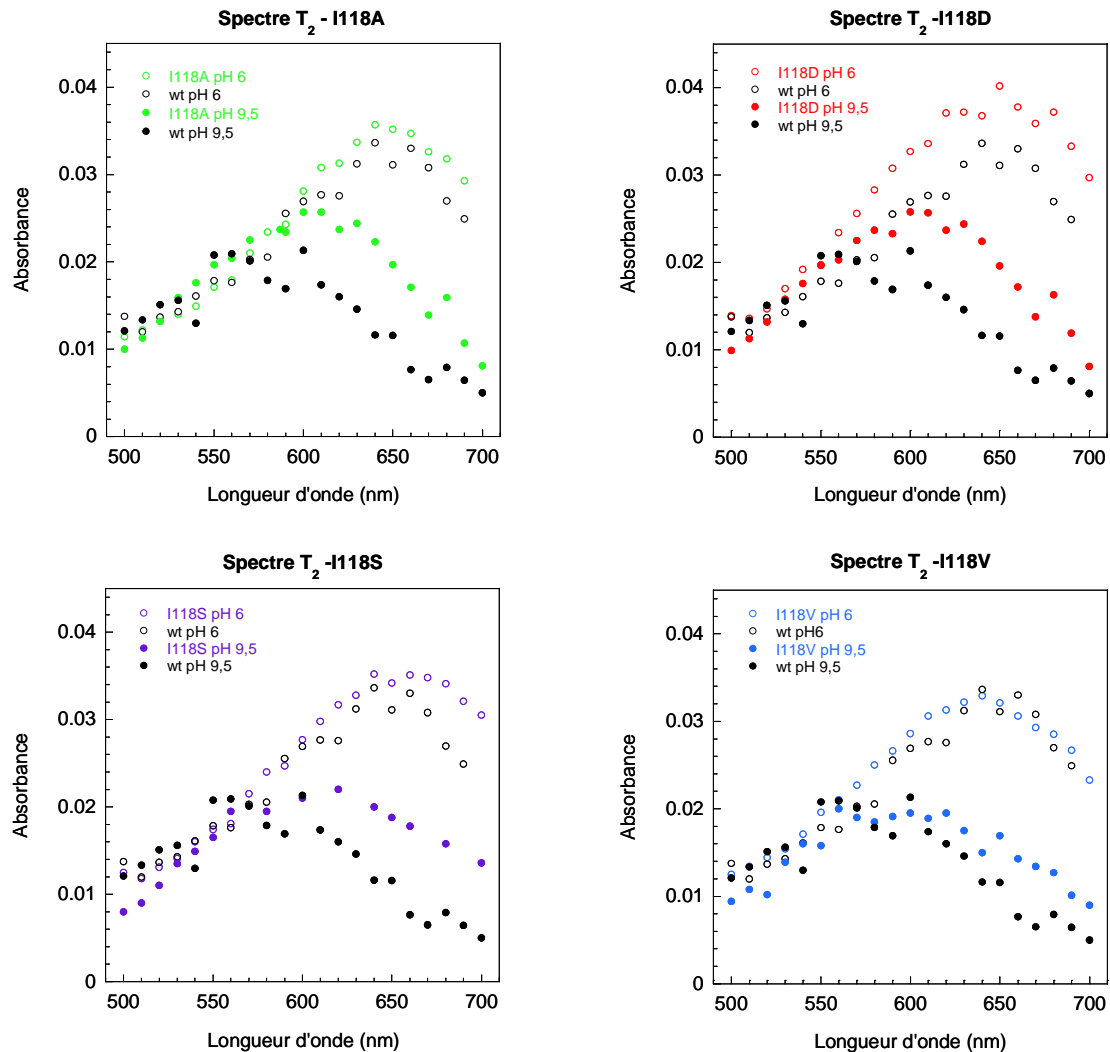 Spectre T2 - I118A
I118A pH 6
wt pH 6
I118A pH 9,5
wt pH 9,5
0.04
0.03
0.02
0.01
0
Absorbance
500 550 600 650 700
Longueur d'onde (nm)
Spectre T2 -I118D
I118D pH 6
wt pH 6
I118D pH 9,5
wt pH 9,5
0.04
0.03
0.02
0.01
0
Absorbance
500 550 600 650 700
Longueur d'onde (nm)
Spectre T2 -I118S
I118S pH 6
wt pH 6
I118S pH 9,5
wt pH 9,5
0.04
0.03
0.02
0.01
0
Absorbance
500 550 600 650 700
Longueur d'onde (nm)
Spectre T2 -I118V
I118V pH 6
wt pH6
I118V pH 9,5
wt pH 9,5
0.04
0.03
0.02
0.01
0
Absorbance
500 550 600 650 700
Longueur d'onde (nm)